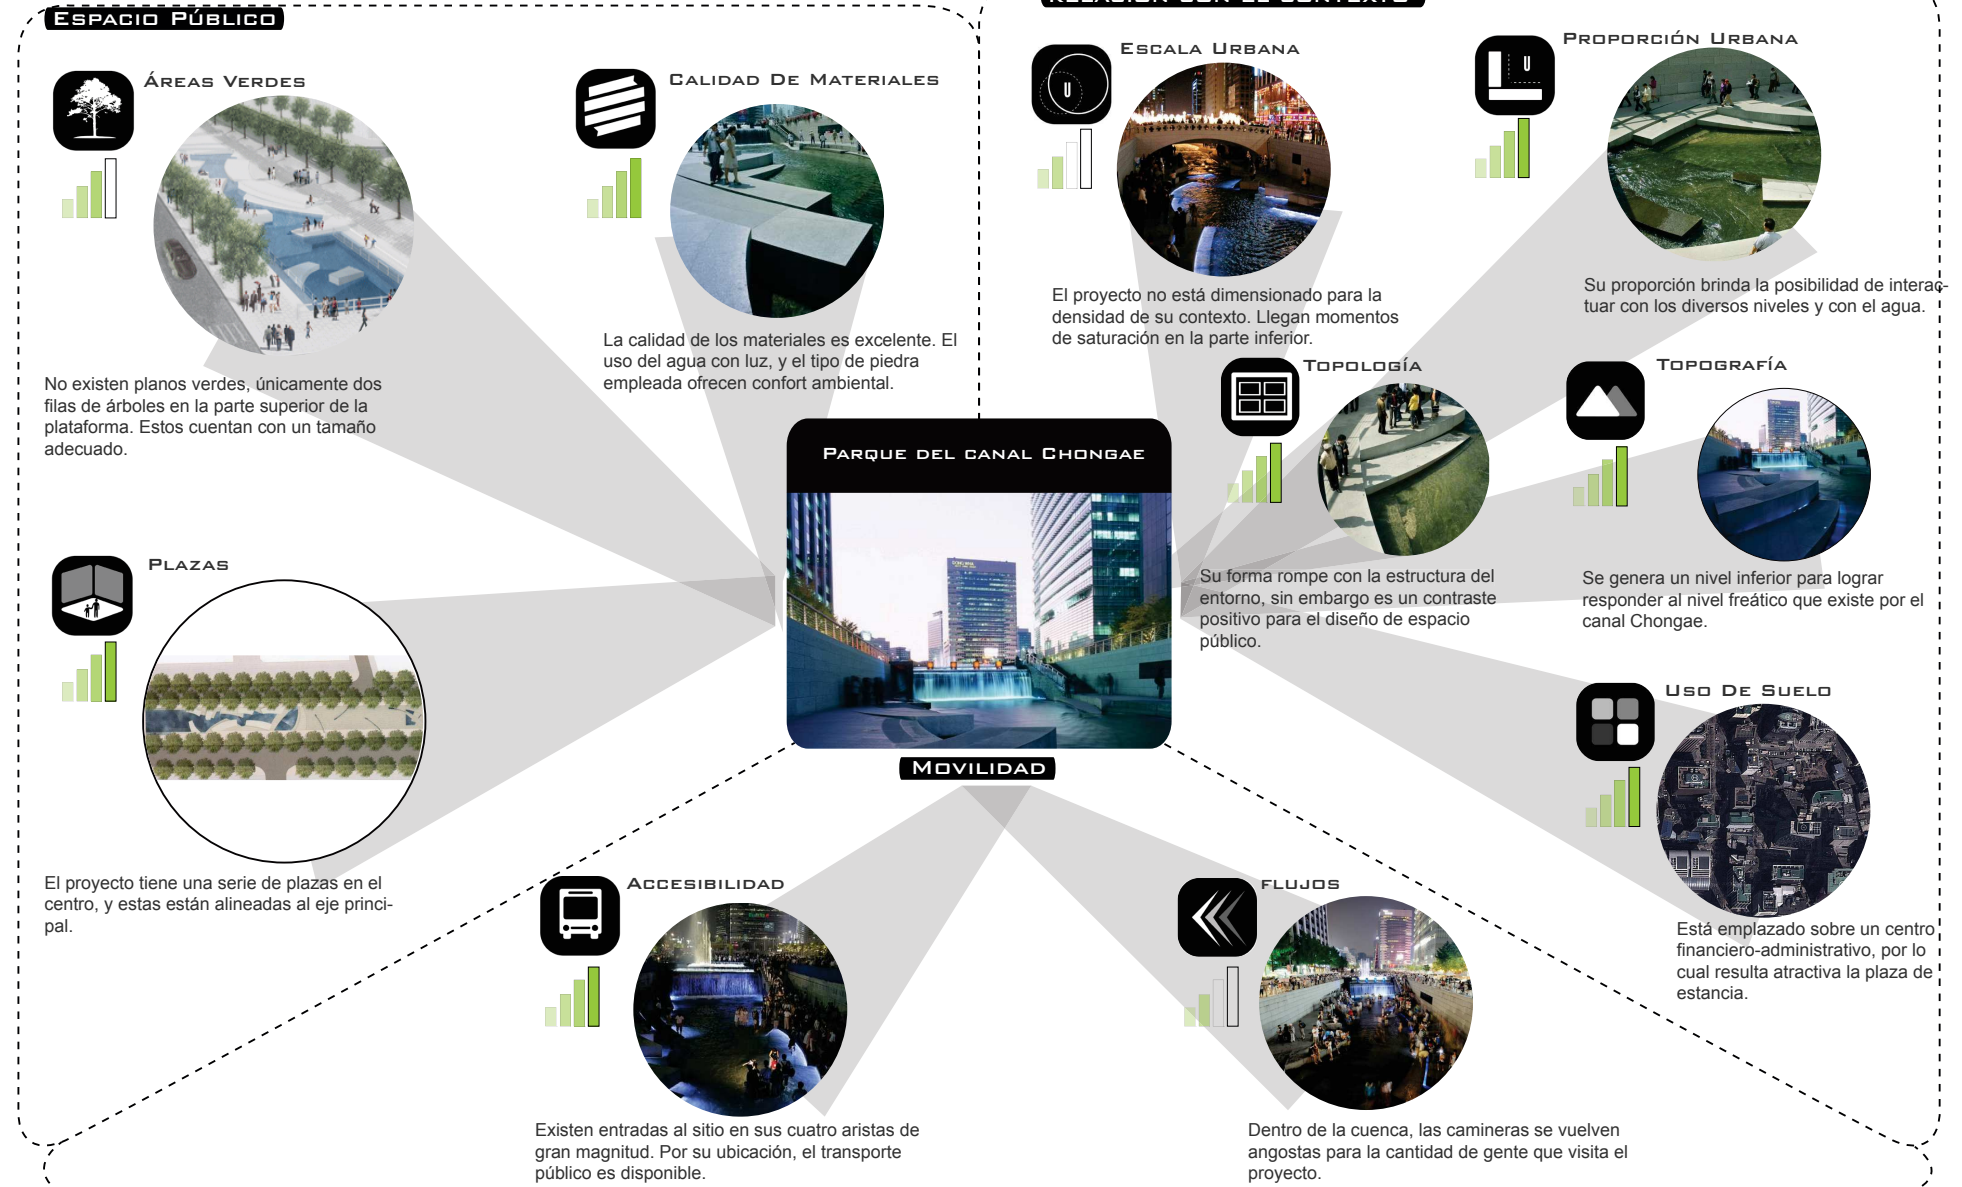 Espacio Público
Áreas Verdes
No existen planos verdes, únicamente dos
filas de árboles en la parte superior de la
plataforma. Estos cuentan con un tamaño
adecuado.
Calidad De Materiales
La calidad de los materiales es excelente. El
uso del agua con luz, y el tipo de piedra
empleada ofrecen confort ambiental.
Plazas
El proyecto tiene una serie de plazas en el
centro, y estas están alineadas al eje princi-
pal.
Parque del canal Chongae
Relación con el contexto
Escala Urbana
U
El proyecto no está dimensionado para la
densidad de su contexto. Llegan momentos
de saturación en la parte inferior.
Proporción Urbana
U
Su proporción brinda la posibilidad de interac-
tuar con los diversos niveles y con el agua.
Topología
Su forma rompe con la estructura del
entorno, sin embargo es un contraste
positivo para el diseño de espacio
público.
Topografía
Se genera un nivel inferior para lograr
responder al nivel freático que existe por el
canal Chongae.
Uso De Suelo
Está emplazado sobre un centro
financiero-administrativo, por lo
cual resulta atractiva la plaza de
estancia.
Movilidad
Accesibilidad
Existen entradas al sitio en sus cuatro aristas de
gran magnitud. Por su ubicación, el transporte
público es disponible.
flujos
Dentro de la cuenca, las camineras se vuelven
angostas para la cantidad de gente que visita el
proyecto.